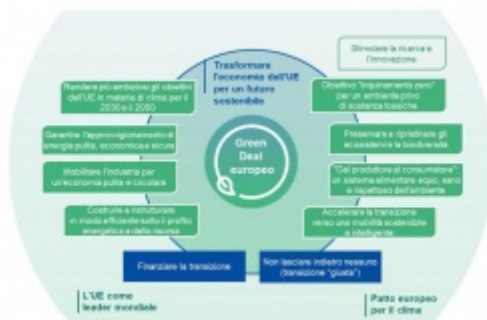 Trasformare
l'economia dell'UE
per un futuro
sostenibile
Stimolare la ricerca e
l'innovazione
Rendere più ambiziosi gli obiettivi
dell'UE in materia di clima per il
2030 e il 2050
Obiettivo "inquinamento zero"
per un ambiente privo
di sostanze tossiche
Garantire l'approvvigionamento di
energia pulita, economica e sicura
Green
Deal
europeo
Preservare e ripristinare gli
ecosistemi e la biodiversità
Mobilitare l'industria per
un'economia pulita e circolare
"Dal produttore al consumatore":
un sistema alimentare equo, sano
e rispettoso dell'ambiente
Costruire e ristrutturare
in modo efficiente sotto il profilo
energetico e delle risorse
Accelerare la transizione
verso una mobilità sostenibile
e intelligente
Finanziare la transizione
Non lasciare indietro nessuno
(transizione "giusta")
L'UE come
leader mondiale
Patto europeo
per il clima